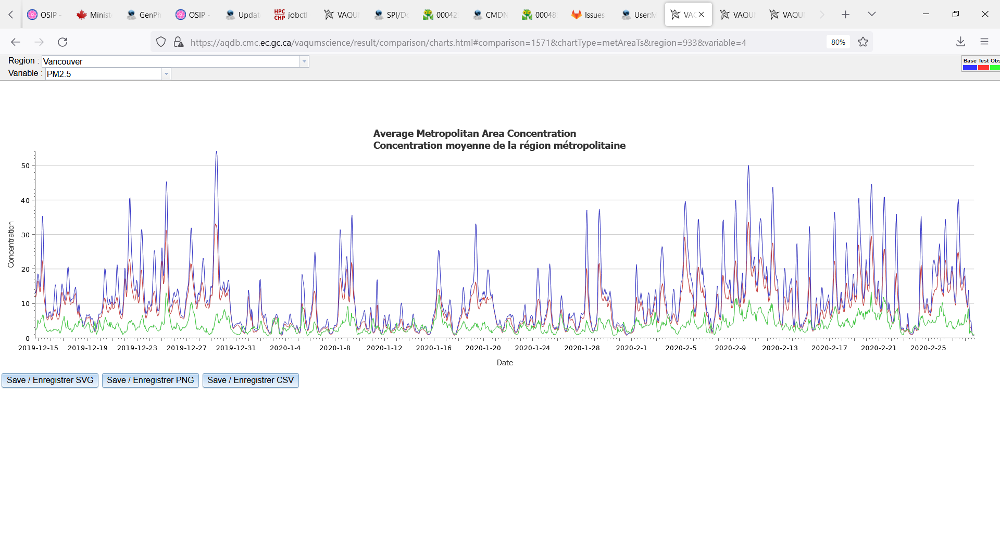 OSIP -
Minist
GenPh
OSIP -
Updat
HPC CHP jobctl
VAQU
SPI/Do
00042
CMDN
00048
Issues
User:M
VAC
VAQU
VAQU
https://aqdb.cmc.ec.gc.ca/vaqumscience/result/comparison/charts.html#comparison=1571&chartType=metAreaTs&region=933&variable=4
80%
Region : Vancouver
Variable : PM2.5
Base Test Obs
Average Metropolitan Area Concentration
Concentration moyenne de la région métropolitaine
50
40
30
20
10
0
Concentration
2019-12-15 2019-12-19 2019-12-23 2019-12-27 2019-12-31 2020-1-4 2020-1-8 2020-1-12 2020-1-16 2020-1-20 2020-1-24 2020-1-28 2020-2-1 2020-2-5 2020-2-9 2020-2-13 2020-2-17 2020-2-21 2020-2-25
Date
Save / Enregistrer SVG Save / Enregistrer PNG Save / Enregistrer CSV